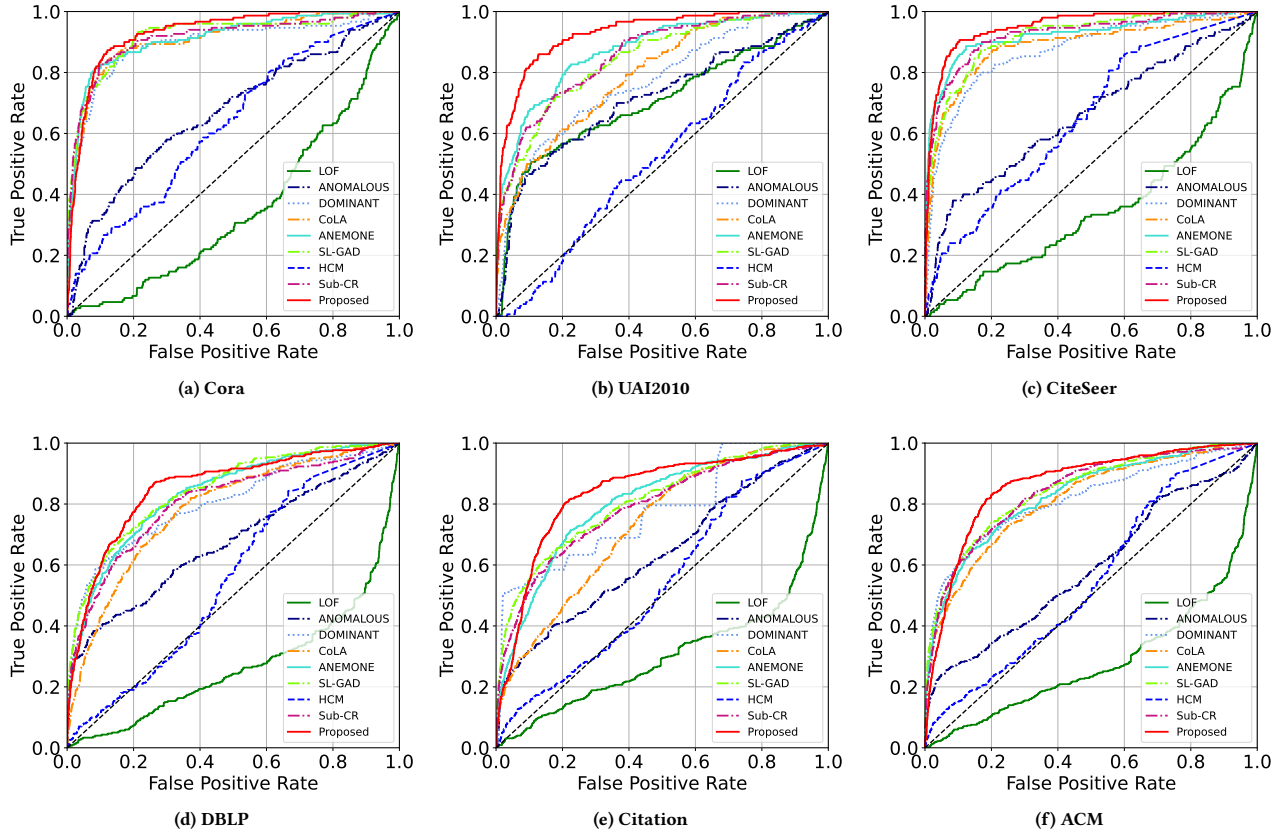 True Positive Rate
1.0
0.8
0.6
0.4
0.2
0.0
0.0 0.2 0.4 0.6 0.8 1.0
False Positive Rate
LOF
ANOMALOUS
DOMINANT
CoLA
ANEMONE
SL-GAD
HCM
Sub-CR
Proposed
(a) Cora
True Positive Rate
1.0
0.8
0.6
0.4
0.2
0.0
0.0 0.2 0.4 0.6 0.8 1.0
False Positive Rate
LOF
ANOMALOUS
DOMINANT
CoLA
ANEMONE
SL-GAD
HCM
Sub-CR
Proposed
(b) UAI2010
True Positive Rate
1.0
0.8
0.6
0.4
0.2
0.0
0.0 0.2 0.4 0.6 0.8 1.0
False Positive Rate
LOF
ANOMALOUS
DOMINANT
CoLA
ANEMONE
SL-GAD
HCM
Sub-CR
Proposed
(c) CiteSeer
True Positive Rate
1.0
0.8
0.6
0.4
0.2
0.0
0.0 0.2 0.4 0.6 0.8 1.0
False Positive Rate
LOF
ANOMALOUS
DOMINANT
CoLA
ANEMONE
SL-GAD
HCM
Sub-CR
Proposed
(d) DBLP
True Positive Rate
1.0
0.8
0.6
0.4
0.2
0.0
0.0 0.2 0.4 0.6 0.8 1.0
False Positive Rate
LOF
ANOMALOUS
DOMINANT
CoLA
ANEMONE
SL-GAD
HCM
Sub-CR
Proposed
(e) Citation
True Positive Rate
1.0
0.8
0.6
0.4
0.2
0.0
0.0 0.2 0.4 0.6 0.8 1.0
False Positive Rate
LOF
ANOMALOUS
DOMINANT
CoLA
ANEMONE
SL-GAD
HCM
Sub-CR
Proposed
(f) ACM